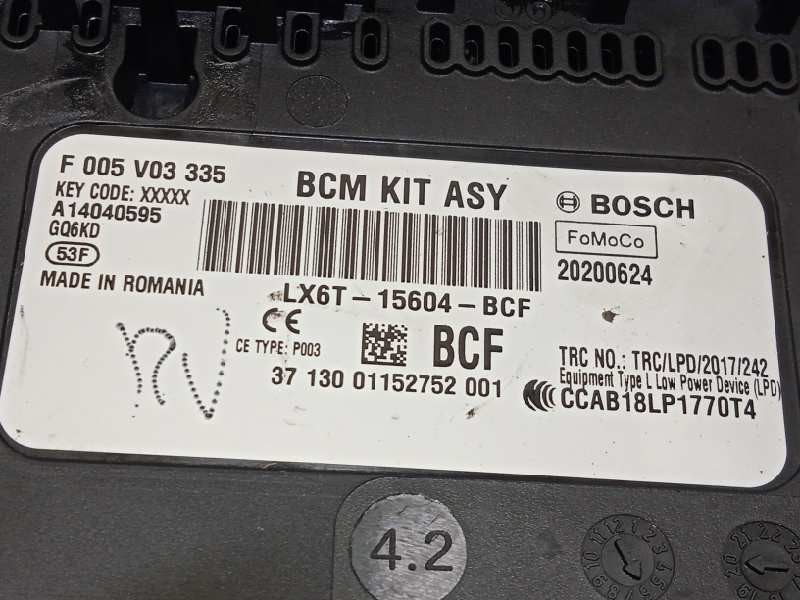 F 005 V03 335
KEY CODE: XXXXX
A14040595
GQ6KD
53F
MADE IN ROMANIA
BCM KIT ASY
BOSCH
FoMoCo
20200624
LX6T-15604-BCF
CE
CE TYPE: P003
BCF
37 130 01152752 001
TRC NO.: TRC/LPD/2017/242
Equipment Type L Low Power Device (LPD)
CCAB18LP1770T4
RV
4.2